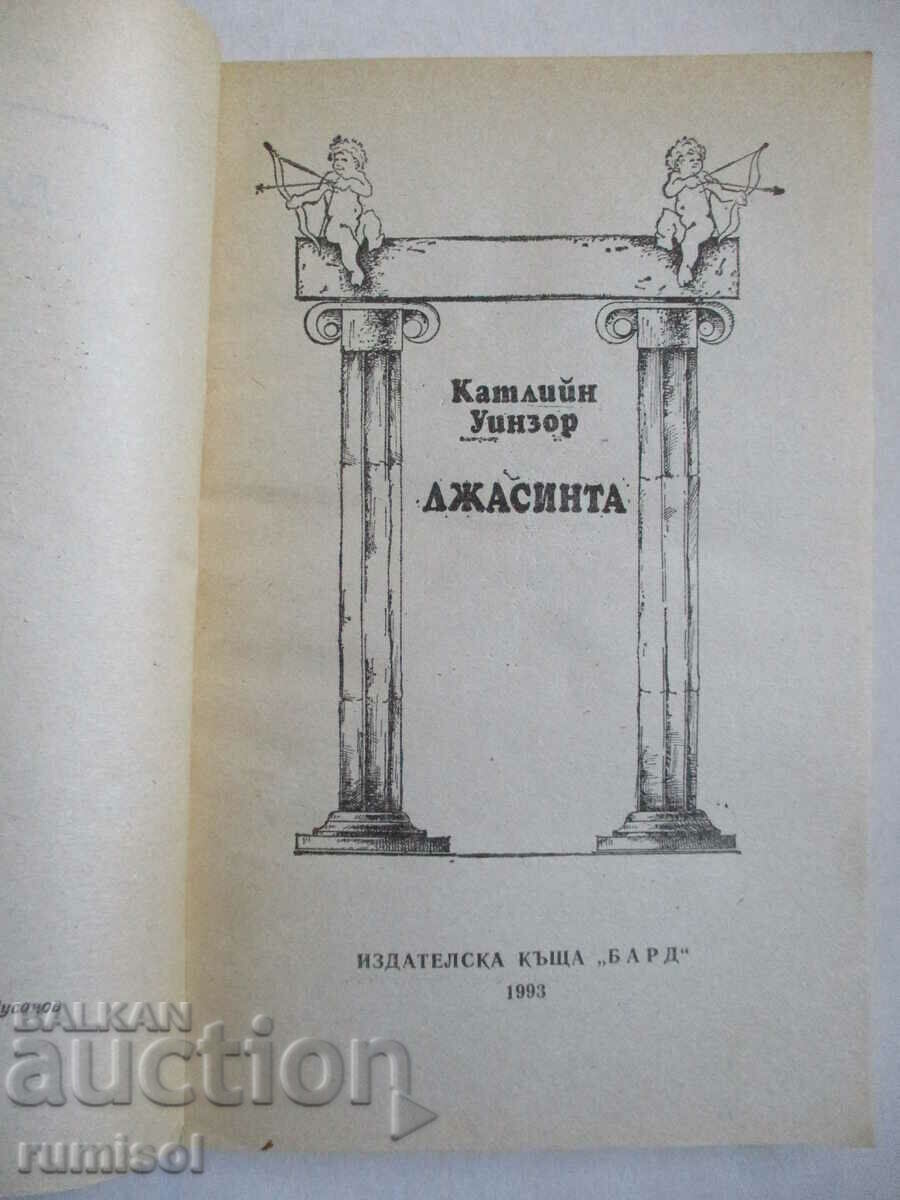 Катлийн
Уинзор
ДЖАСИНТА
ИЗДАТЕЛСКА КЪЩА „БАРД“
1993
BALKAN
auction
rumisol